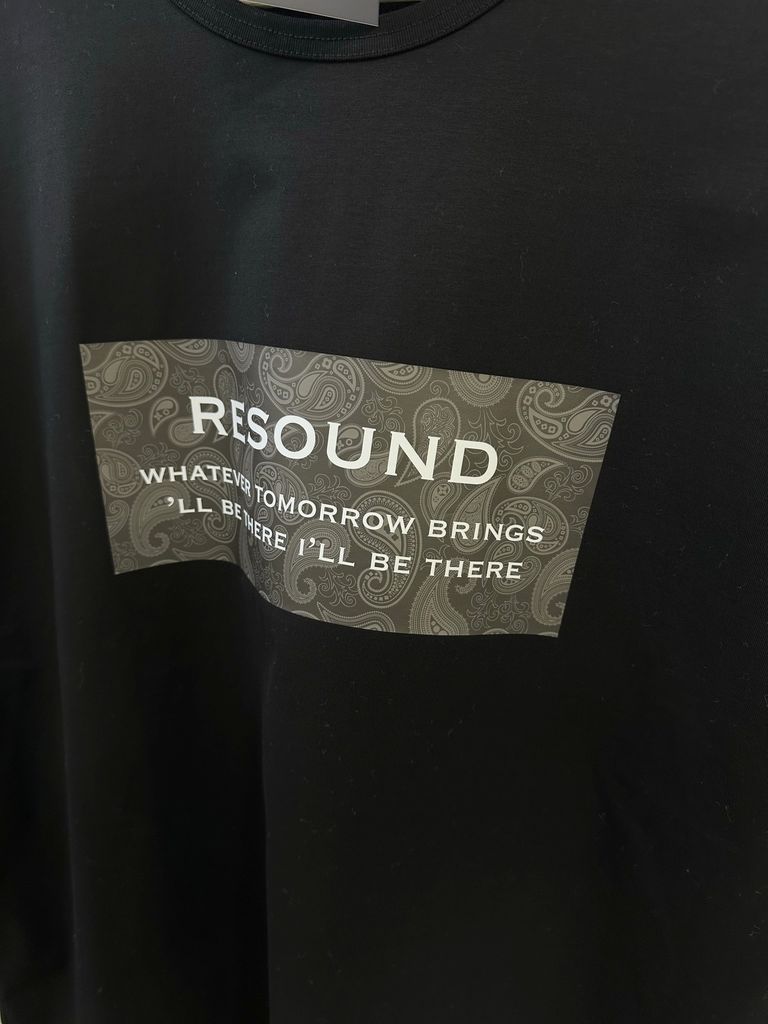 RESOUND
WHATEVER TOMORROW BRINGS
'LL BE THERE I'LL BE THERE